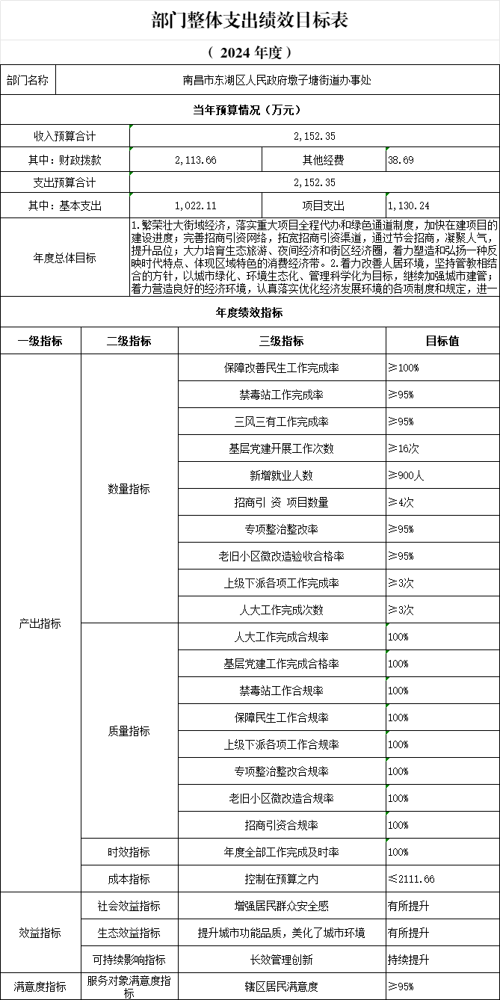 部门整体支出绩效目标表
（ 2024 年度 ）
部门名称 南昌市东湖区人民政府墩子塘街道办事处
当年预算情况（万元）
收入预算合计 2,152.35
其中：财政拨款 2,113.66 其他经费 38.69
支出预算合计 2,152.35
其中：基本支出 1,022.11 项目支出 1,130.24
年度总体目标
1.繁荣壮大街域经济，落实重大项目全程代办和绿色通道制度，加快在建项目的
建设进度；完善招商引资网络，拓宽招商引资渠道，通过节会招商，凝聚人气，
提升品位；大力培育生态旅游、夜间经济和街区经济圈，着力塑造和弘扬一种反
映时代特点、体现区域特色的消费经济带。2.着力改善人居环境，坚持管教相结
合的方针，以城市绿化、环境生态化、管理科学化为目标，继续加强城市建管；
着力营造良好的经济环境，认真落实优化经济发展环境的各项制度和规定，进一
年度绩效指标
一级指标 二级指标 三级指标 目标值
产出指标
数量指标
保障改善民生工作完成率 ≥100%
禁毒站工作完成率 ≥95%
三风三有工作完成率 ≥95%
基层党建开展工作次数 ≥16次
新增就业人数 ≥900人
招商引 资 项目数量 ≥4次
专项整治整改率 ≥95%
老旧小区微改造验收合格率 ≥95%
上级下派各项工作完成率 ≥3次
人大工作完成次数 ≥3次
质量指标
人大工作完成合规率 100%
基层党建工作完成合格率 100%
禁毒站工作合规率 100%
保障民生工作合规率 100%
上级下派各项工作合规率 100%
专项整治整改合规率 100%
老旧小区微改造合规率 100%
招商引资合规率 100%
时效指标 年度全部工作完成及时率 100%
成本指标 控制在预算之内 ≤2111.66
效益指标
社会效益指标 增强居民群众安全感 有所提升
生态效益指标 提升城市功能品质，美化了城市环境 有所提升
可持续影响指标 长效管理创新 持续提升
满意度指标
服务对象满意度指
标
辖区居民满意度 ≥95%